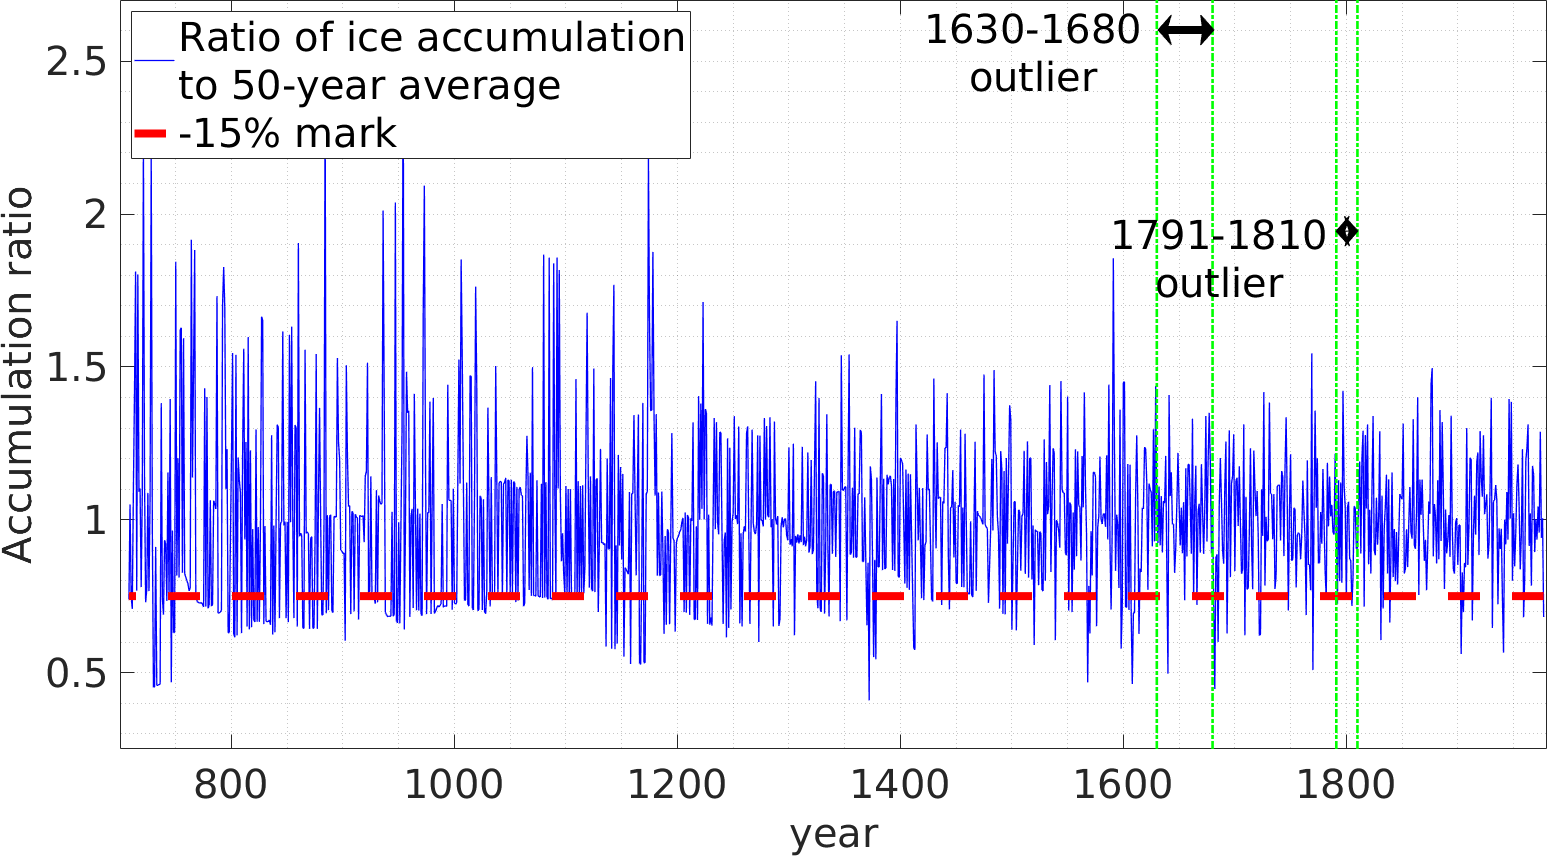 Ratio of ice accumulation
to 50-year average
-15% mark
1630-1680
outlier
1791-1810
outlier
Accumulation ratio
2.5
2
1.5
1
0.5
800
1000
1200
1400
1600
1800
year